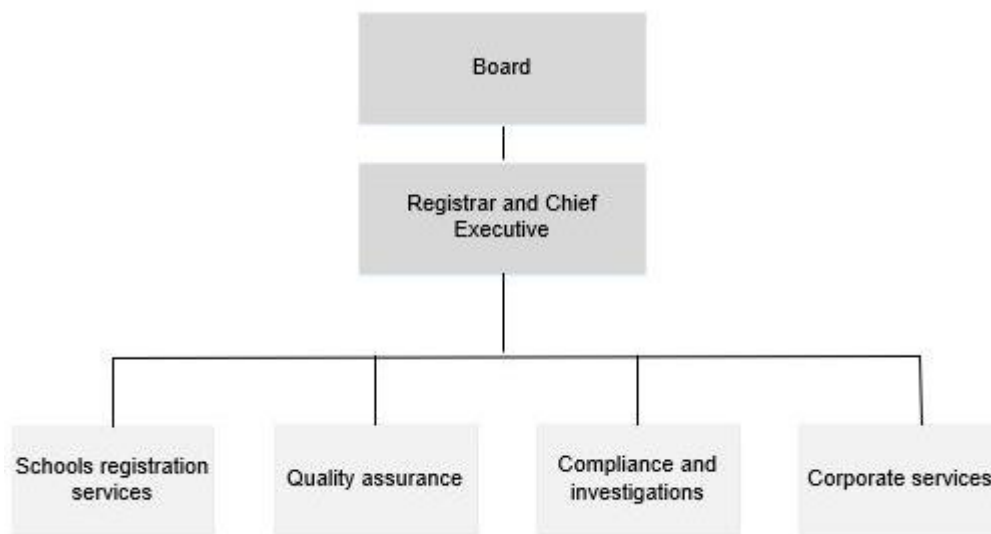 Board
Registrar and Chief
Executive
Schools registration
services
Quality assurance
Compliance and
investigations
Corporate services